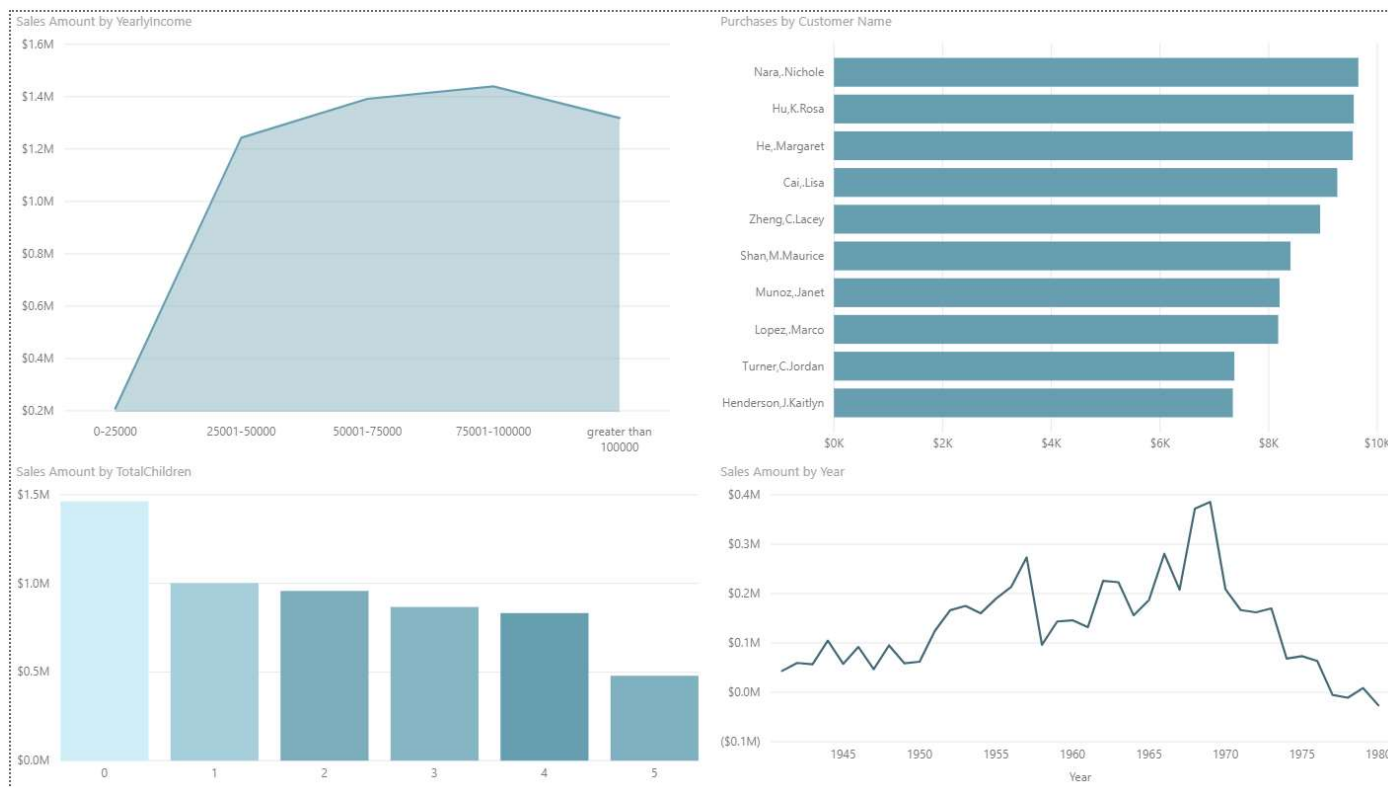 Sales Amount by YearlyIncome
$1.6M
$1.4M
$1.2M
$1.0M
$0.8M
$0.6M
$0.4M
$0.2M
0-25000 25001-50000 50001-75000 75001-100000 greater than
100000
Purchases by Customer Name
Nara,.Nichole
Hu,K.Rosa
He,.Margaret
Cai,.Lisa
Zheng,C.Lacey
Shan,M.Maurice
Munoz,.Janet
Lopez,.Marco
Turner,C.Jordan
Henderson,J.Kaitlyn
$0K $2K $4K $6K $8K $10K
Sales Amount by TotalChildren
$1.5M
$1.0M
$0.5M
$0.0M
0 1 2 3 4 5
Sales Amount by Year
$0.4M
$0.3M
$0.2M
$0.1M
$0.0M
($0.1M)
1945 1950 1955 1960 1965 1970 1975 1980
Year